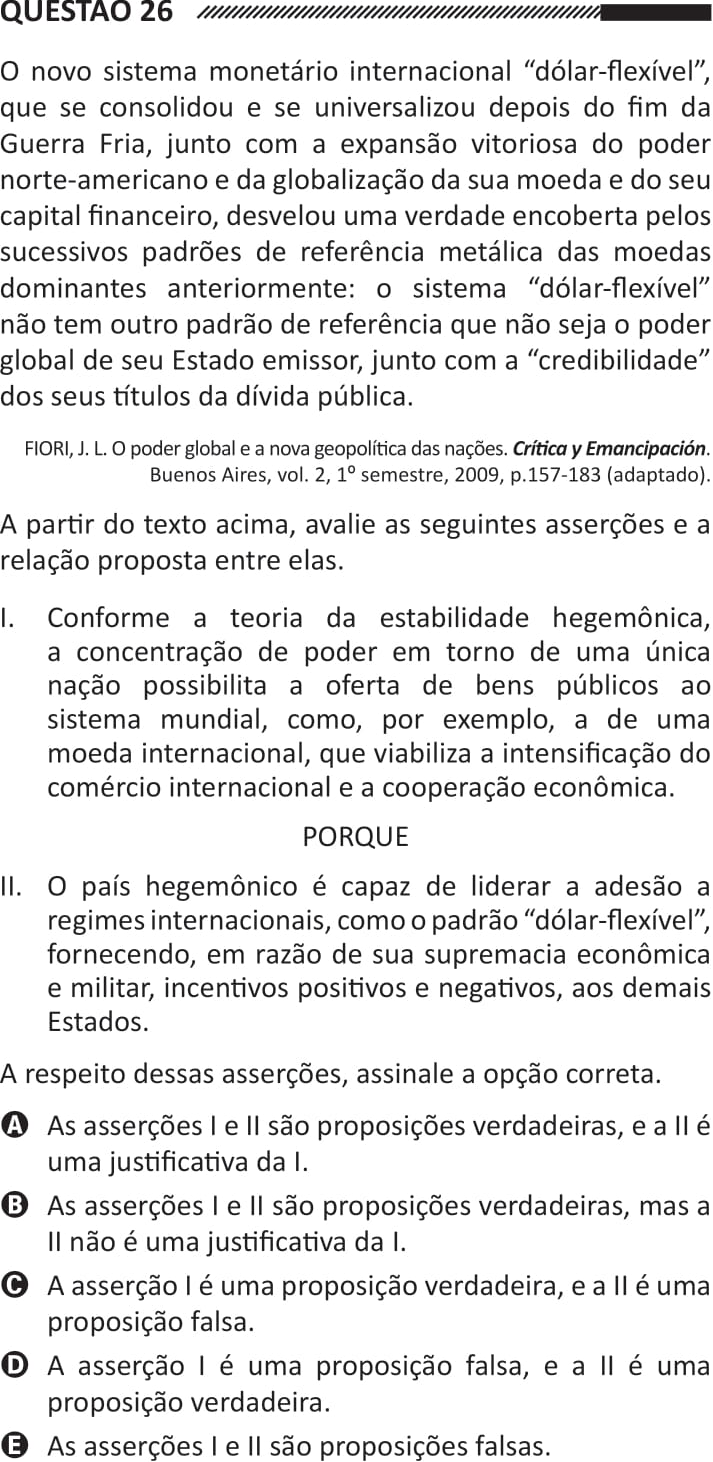 QUESTÃO 26
O novo sistema monetário internacional “dólar-flexível”,
que se consolidou e se universalizou depois do fim da
Guerra Fria, junto com a expansão vitoriosa do poder
norte-americano e da globalização da sua moeda e do seu
capital financeiro, desvelou uma verdade encoberta pelos
sucessivos padrões de referência metálica das moedas
dominantes anteriormente: o sistema “dólar-flexível”
não tem outro padrão de referência que não seja o poder
global de seu Estado emissor, junto com a “credibilidade”
dos seus títulos da dívida pública.
FIORI, J. L. O poder global e a nova geopolítica das nações. Crítica y Emancipación.
Buenos Aires, vol. 2, 1º semestre, 2009, p.157-183 (adaptado).
A partir do texto acima, avalie as seguintes asserções e a
relação proposta entre elas.
I. Conforme a teoria da estabilidade hegemônica,
a concentração de poder em torno de uma única
nação possibilita a oferta de bens públicos ao
sistema mundial, como, por exemplo, a de uma
moeda internacional, que viabiliza a intensificação do
comércio internacional e a cooperação econômica.
PORQUE
II. O país hegemônico é capaz de liderar a adesão a
regimes internacionais, como o padrão “dólar-flexível”,
fornecendo, em razão de sua supremacia econômica
e militar, incentivos positivos e negativos, aos demais
Estados.
A respeito dessas asserções, assinale a opção correta.
A As asserções I e II são proposições verdadeiras, e a II é
uma justificativa da I.
B As asserções I e II são proposições verdadeiras, mas a
II não é uma justificativa da I.
C A asserção I é uma proposição verdadeira, e a II é uma
proposição falsa.
D A asserção I é uma proposição falsa, e a II é uma
proposição verdadeira.
E As asserções I e II são proposições falsas.